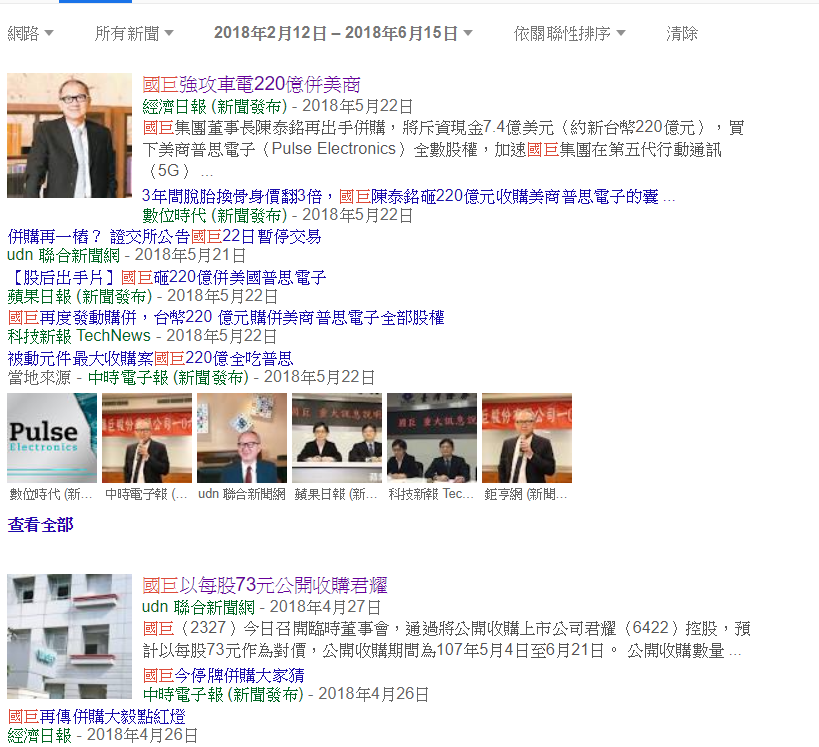 網路 所有新聞 2018年2月12日 – 2018年6月15日 依關聯性排序 清除
國巨強攻車電220億併美商
經濟日報 (新聞發布) - 2018年5月22日
國巨集團董事長陳泰銘再出手併購，將斥資現金7.4億美元（約新台幣220億元），買
下美商普思電子（Pulse Electronics）全數股權，加速國巨集團在第五代行動通訊
（5G） ...
3年間脫胎換骨身價翻3倍，國巨陳泰銘砸220億元收購美商普思電子的囊 ...
數位時代 (新聞發布) - 2018年5月22日
併購再一樁？ 證交所公告國巨22日暫停交易
udn 聯合新聞網 - 2018年5月21日
【股后出手片】國巨砸220億併美國普思電子
蘋果日報 (新聞發布) - 2018年5月22日
國巨再度發動購併，台幣220 億元購併美商普思電子全部股權
科技新報 TechNews - 2018年5月22日
被動元件最大收購案國巨220億全吃普思
當地來源 - 中時電子報 (新聞發布) - 2018年5月22日
Pulse
Electronics
數位時代 (新... 中時電子報 (... udn 聯合新聞網 蘋果日報 (新... 科技新報 Tec... 鉅亨網 (新聞...
查看全部
國巨以每股73元公開收購君耀
udn 聯合新聞網 - 2018年4月27日
國巨（2327）今日召開臨時董事會，通過將公開收購上市公司君耀（6422）控股，預
計以每股73元作為對價，公開收購期間為107年5月4日至6月21日。 公開收購數量 ...
國巨今停牌併購大家猜
中時電子報 (新聞發布) - 2018年4月26日
國巨再傳併購大毅點紅燈
經濟日報 - 2018年4月26日